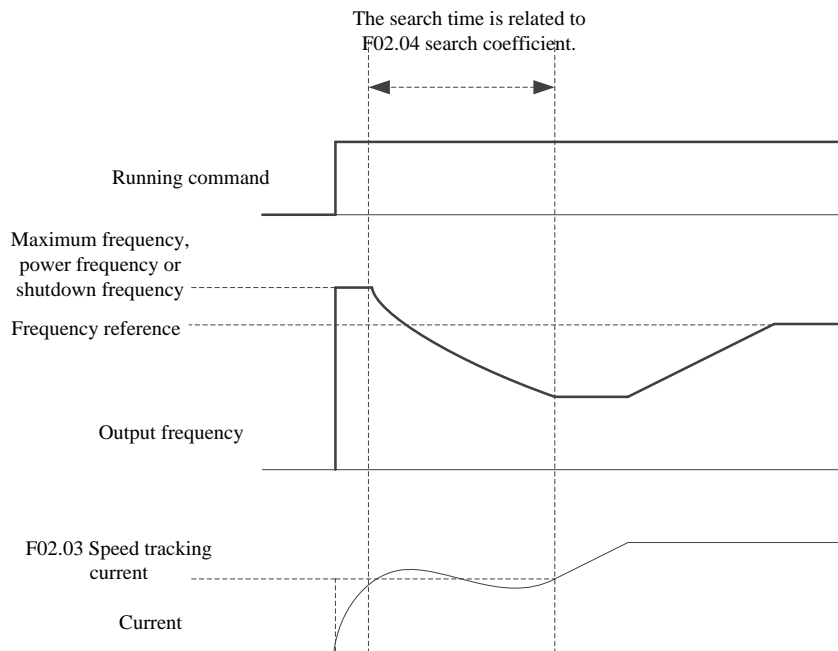 The search time is related to
F02.04 search coefficient.
Running command
Maximum frequency,
power frequency or
shutdown frequency
Frequency reference
Output frequency
F02.03 Speed tracking
current
Current